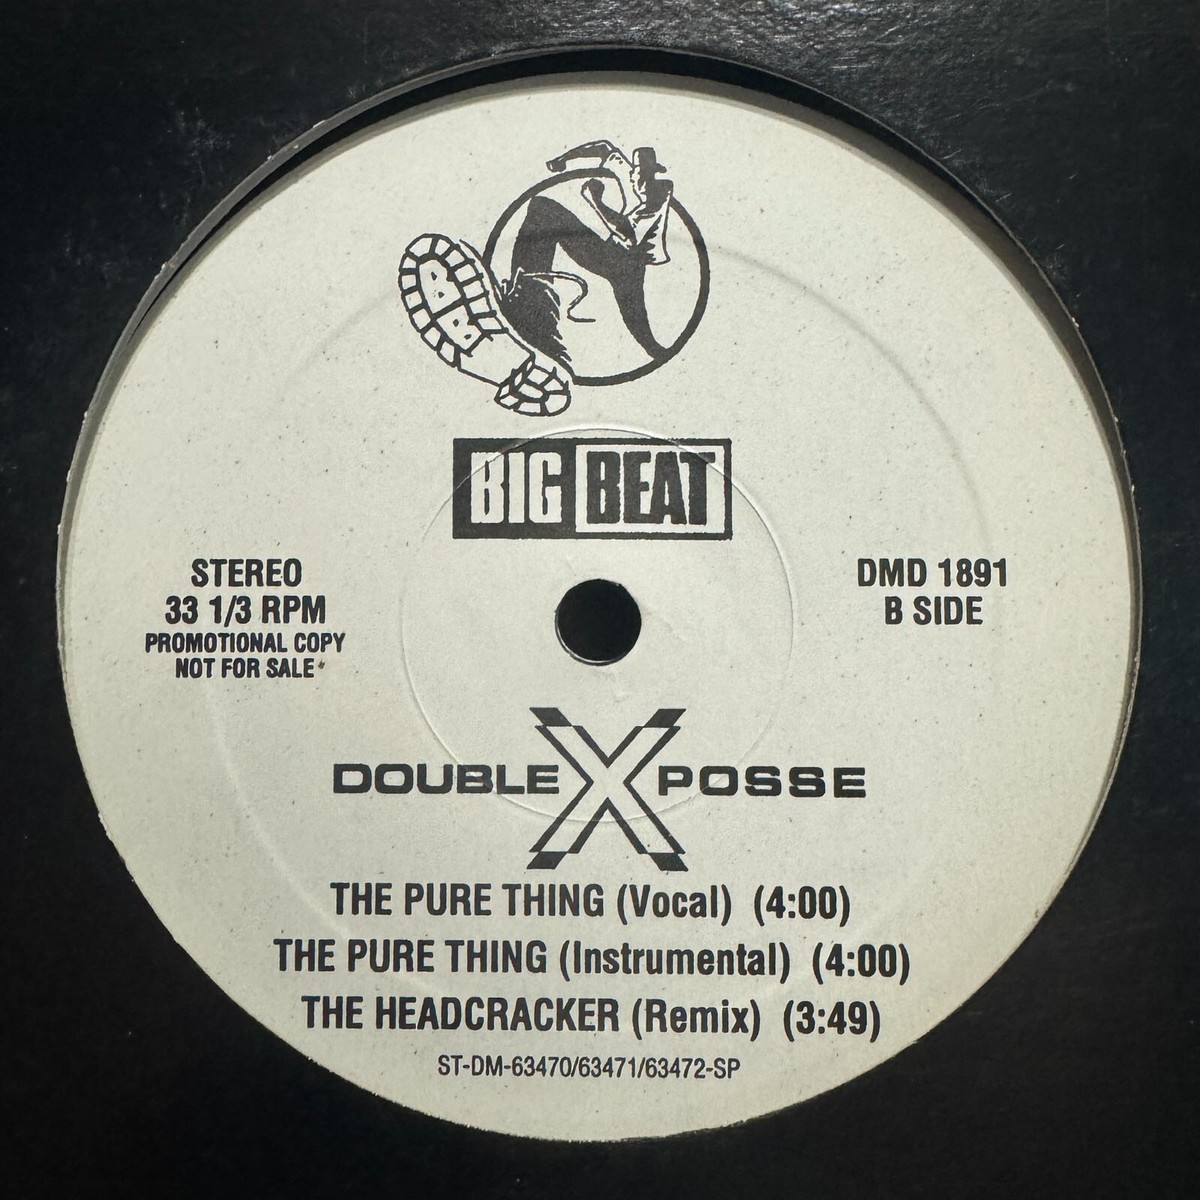 BB
BIG BEAT
STEREO
33 1/3 RPM
PROMOTIONAL COPY
NOT FOR SALE
DMD 1891
B SIDE
DOUBLE X POSSE
THE PURE THING (Vocal) (4:00)
THE PURE THING (Instrumental) (4:00)
THE HEADCRACKER (Remix) (3:49)
ST-DM-63470/63471/63472-SP